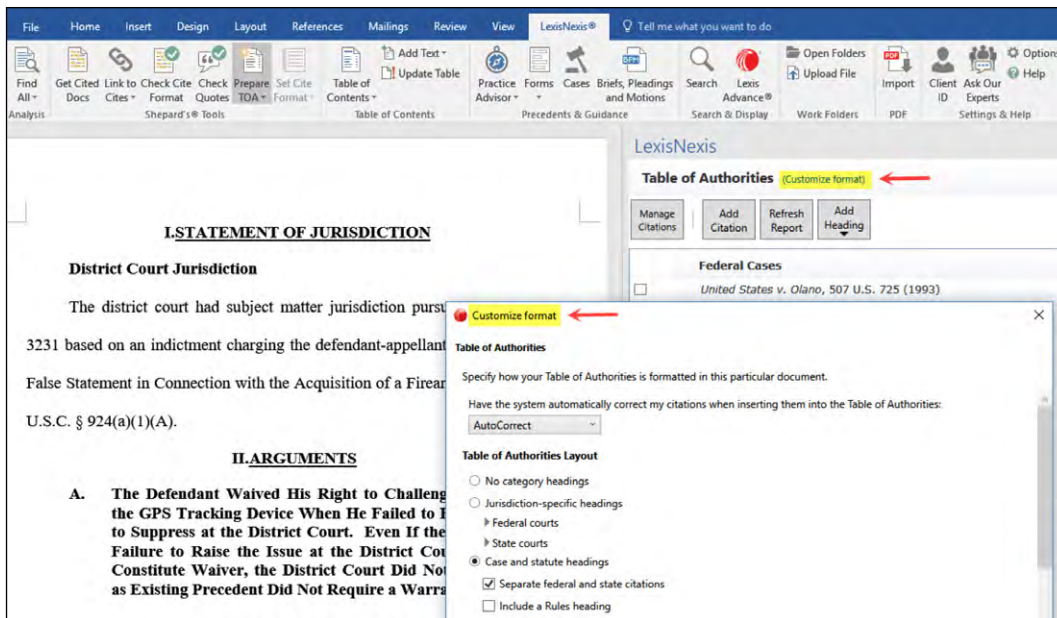 File Home Insert Design Layout References Mailings Review View LexisNexis® Tell me what you want to do
Find All Get Cited Docs Link to Cites Check Cite Format Check Quotes Prepare TOA Set Cite Format Table of Contents Add Text Update Table Practice Advisor Forms Cases Briefs, Pleadings and Motions Search Lexis Advance® Open Folders Upload File PDF Import Client ID Ask Our Experts Option Help
Analysis Shepard's® Tools Table of Contents Precedents & Guidance Search & Display Work Folders PDF Settings & Help
LexisNexis
Table of Authorities (Customize format)
Manage Citations Add Citation Refresh Report Add Heading
Federal Cases
United States v. Olano, 507 U.S. 725 (1993)
I.STATEMENT OF JURISDICTION
District Court Jurisdiction
The district court had subject matter jurisdiction pursu
3231 based on an indictment charging the defendant-appellant
False Statement in Connection with the Acquisition of a Firear
U.S.C. § 924(a)(1)(A).
II.ARGUMENTS
A. The Defendant Waived His Right to Challeng
the GPS Tracking Device When He Failed to
to Suppress at the District Court. Even If the
Failure to Raise the Issue at the District Cou
Constitute Waiver, the District Court Did No
as Existing Precedent Did Not Require a Warra
Customize format
Table of Authorities
Specify how your Table of Authorities is formatted in this particular document.
Have the system automatically correct my citations when inserting them into the Table of Authorities:
AutoCorrect
Table of Authorities Layout
No category headings
Jurisdiction-specific headings
Federal courts
State courts
Case and statute headings
Separate federal and state citations
Include a Rules heading